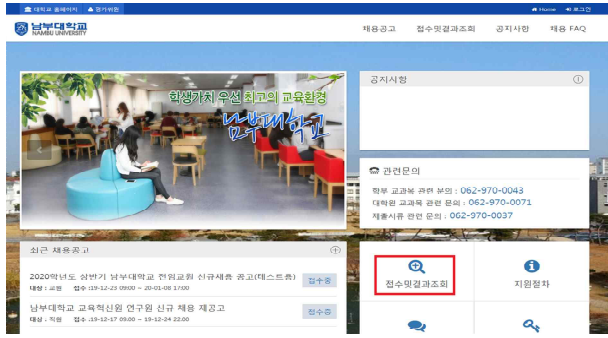 대학교 홈페이지 평가위원
Home 로그인
남부대학교
NAMBU UNIVERSITY
채용공고 접수및결과조회 공지사항 채용 FAQ
학생가치 우선 최고의 교육환경
남부대학교
공지사항
관련문의
학부 교과목 관련 문의 : 062-970-0043
대학원 교과목 관련 문의 : 062-970-0071
제출서류 관련 문의 : 062-970-0037
최근 채용공고
2020학년도 상반기 남부대학교 전임교원 신규채용 공고(테스트용)
대상 : 교원 접수 :19-12-23 09:00 ~ 20-01-08 17:00
접수중
남부대학교 교육혁신원 연구원 신규 채용 재공고
대상 : 직원 접수 :19-12-17 09:00 ~ 19-12-24 22:00
접수중
접수및결과조회
지원절차